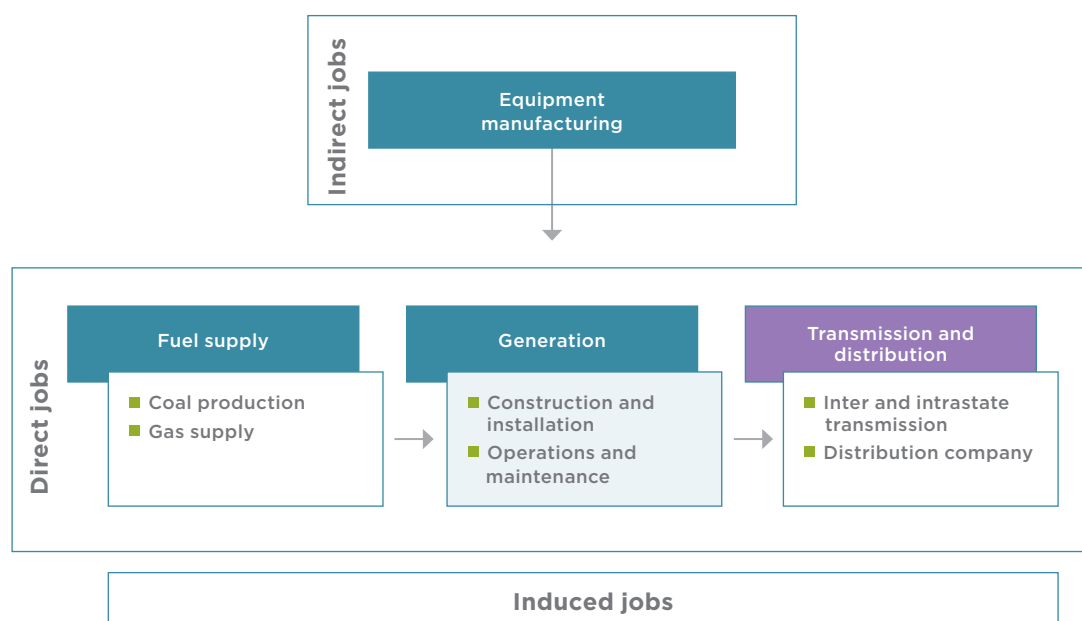 Indirect jobs
Equipment
manufacturing
Direct jobs
Fuel supply
Coal production
Gas supply
Generation
Construction and
installation
Operations and
maintenance
Transmission and
distribution
Inter and intrastate
transmission
Distribution company
Induced jobs